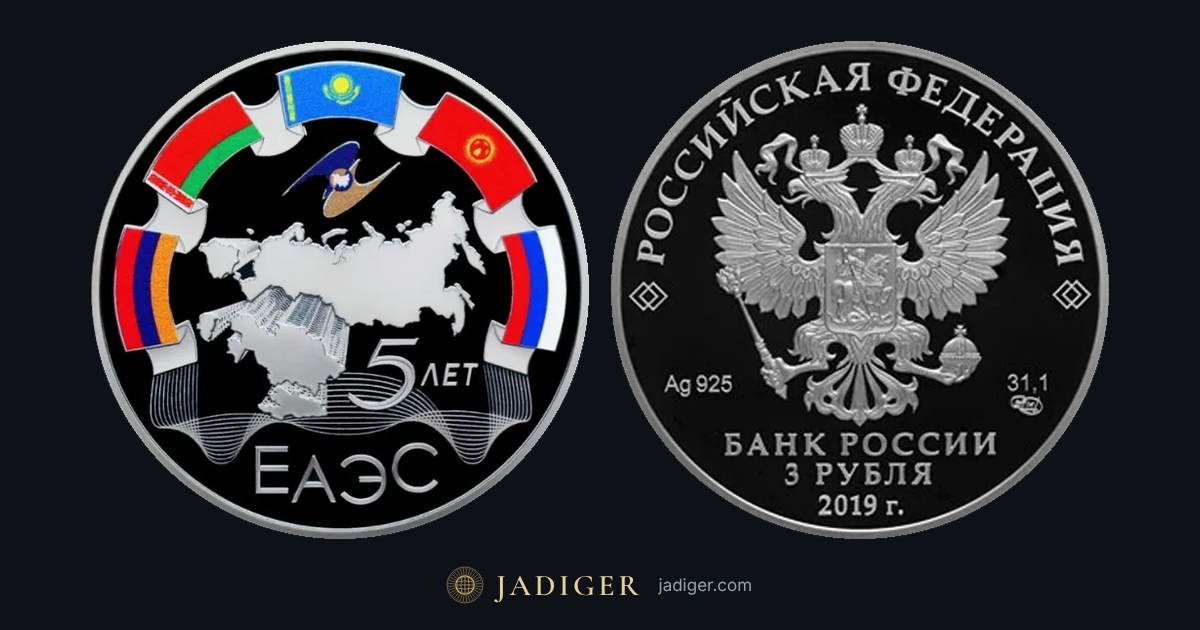 5 ЛЕТ
ЕАЭС
РОССИЙСКАЯ ФЕДЕРАЦИЯ
Ag 925
31,1
БАНК РОССИИ
3 РУБЛЯ
2019 г.
JADIGER
jadiger.com